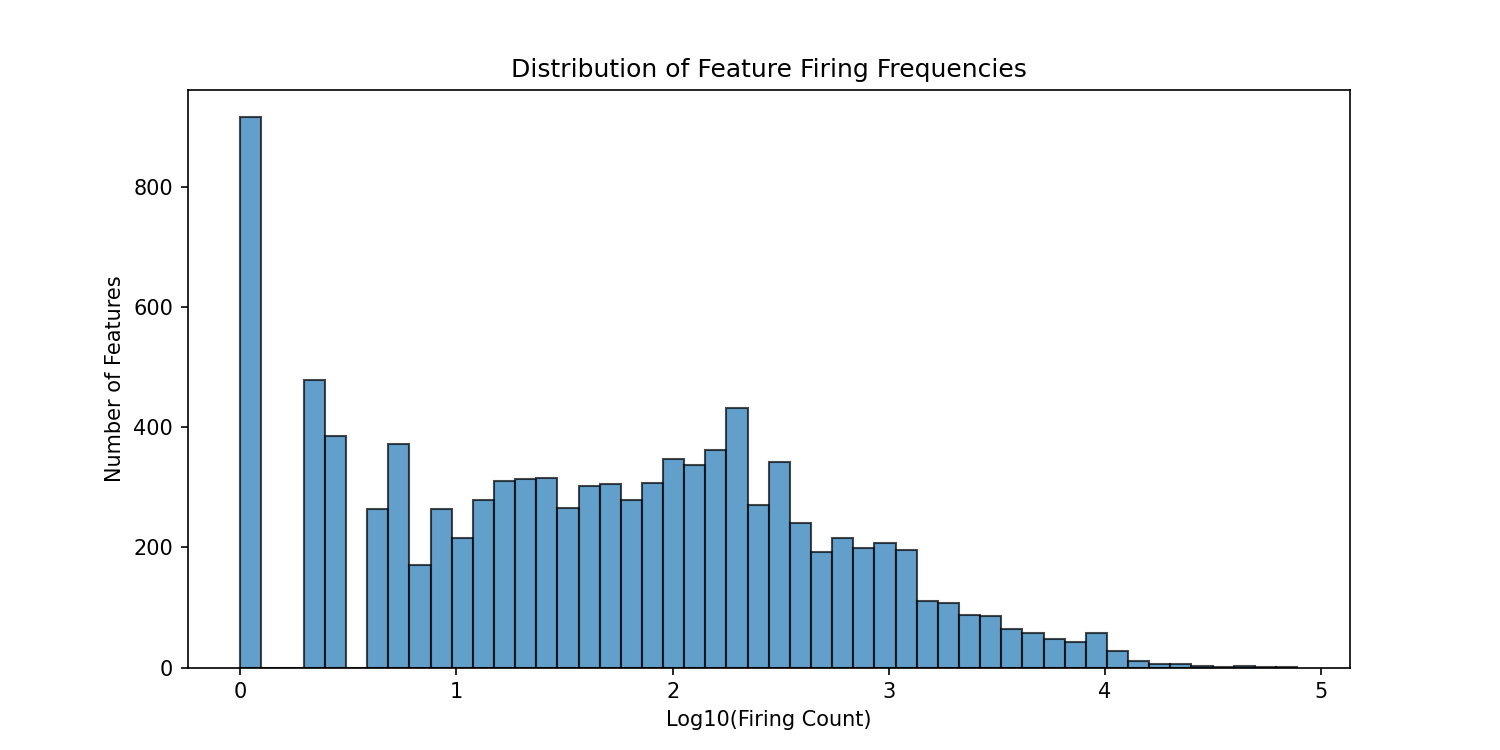 Distribution of Feature Firing Frequencies
Number of Features
800
600
400
200
0
0 1 2 3 4 5
Log10(Firing Count)